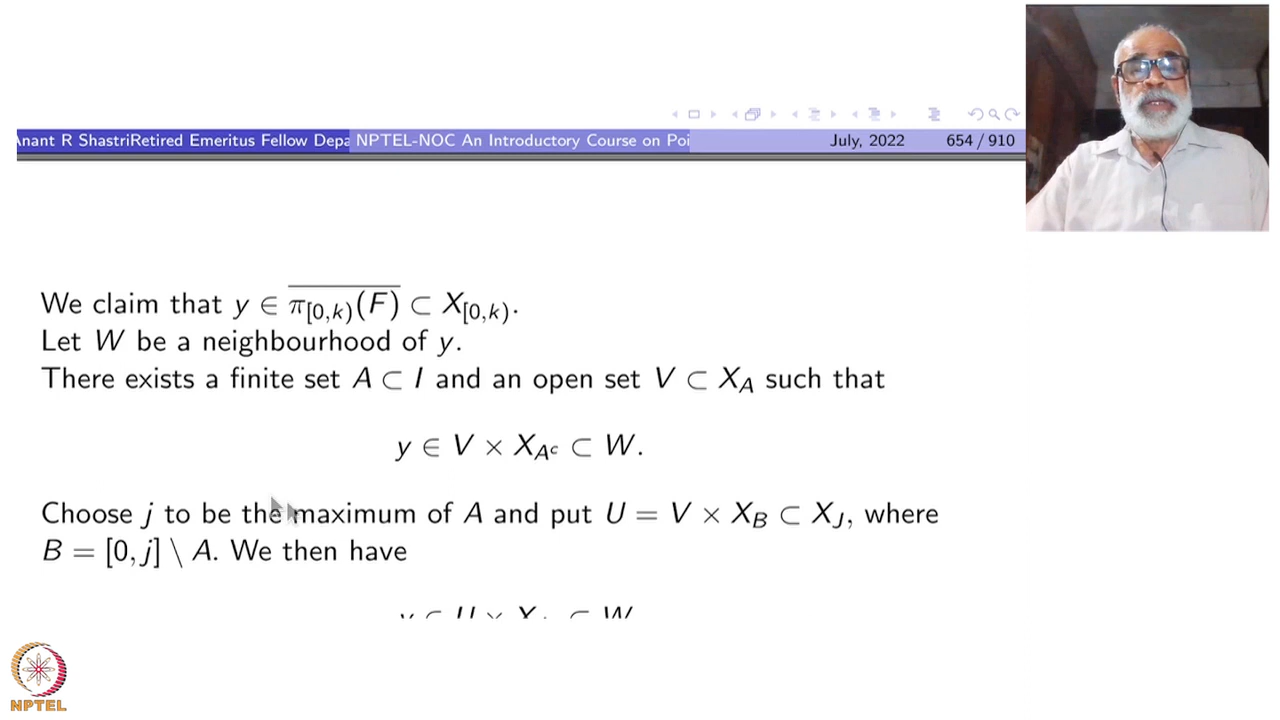 \nant R ShastriRetired Emeritus Fellow Depa NPTEL-NOC An Introductory Course on Poi July, 2022 654 / 910
We claim that y ∈ \overline{π_{[0,k)}(F)} ⊂ X_{[0,k)}.
Let W be a neighbourhood of y.
There exists a finite set A ⊂ I and an open set V ⊂ X_A such that
y ∈ V × X_{A^c} ⊂ W.
Choose j to be the maximum of A and put U = V × X_B ⊂ X_J, where
B = [0, j] \ A. We then have
NPTEL